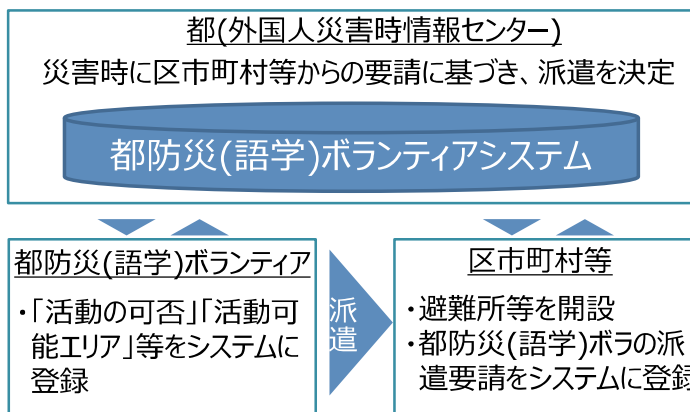 都(外国人災害時情報センター)
災害時に区市町村等からの要請に基づき、派遣を決定
都防災(語学)ボランティアシステム
都防災(語学)ボランティア
・「活動の可否」「活動可
能エリア」等をシステムに
登録
派
遣
区市町村等
・避難所等を開設
・都防災(語学)ボラの派
遣要請をシステムに登録